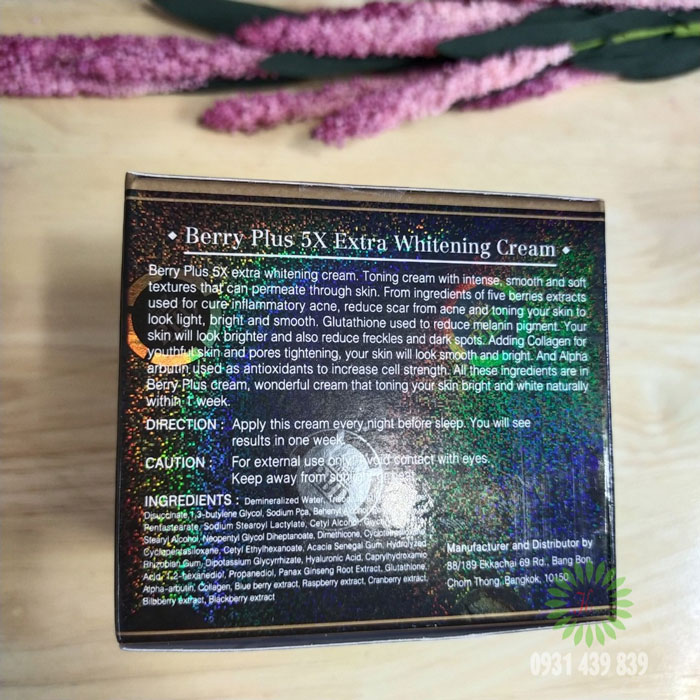 Berry Plus 5X Extra Whitening Cream
Berry Plus 5X extra whitening cream. Toning cream with intense, smooth and soft
textures that can permeate through skin. From ingredients of five berries extracts
used for cure inflammatory acne, reduce scar from acne and toning your skin to
look light, bright and smooth. Glutathione used to reduce melanin pigment. Your
skin will look brighter and also reduce freckles and dark spots. Adding Collagen for
youthful skin and pores tightening, your skin will look smooth and bright. And Alpha
arbutin used as antioxidants to increase cell strength. All these ingredients are in
Berry Plus cream, wonderful cream that toning your skin bright and white naturally
within 1 week.
DIRECTION : Apply this cream every night before sleep. You will see
results in one week.
CAUTION : For external use only. Avoid contact with eyes.
Keep away from
INGREDIENTS : Demineralized Water,
Disuccinate 1,3-butylene Glycol, Sodium Pca, Behenyl
Pentastearate, Sodium Stearoyl Lactylate, Cetyl Alcohol,
Stearyl Alcohol, Neopentyl Glycol Diheptanoate, Dimethicone,
Cyclopentasiloxane, Cetyl Ethylhexanoate, Acacia Senegal Gum, Hydrolyzed
Rhizobian Gum, Dipotassium Glycyrrhizate, Hyaluronic Acid, Caprylhydroxamic
Acid, 1,2-hexanediol, Propanediol, Panax Ginseng Root Extract, Glutathione,
Alpha-arbutin, Collagen, Blue berry extract, Raspberry extract, Cranberry extract,
Bilbberry extract, Blackberry extract
Manufacturer and Distributor by
88/189 Ekkachai 69 Rd., Bang Bon,
Chom Thong, Bangkok, 10150
0931 439 839